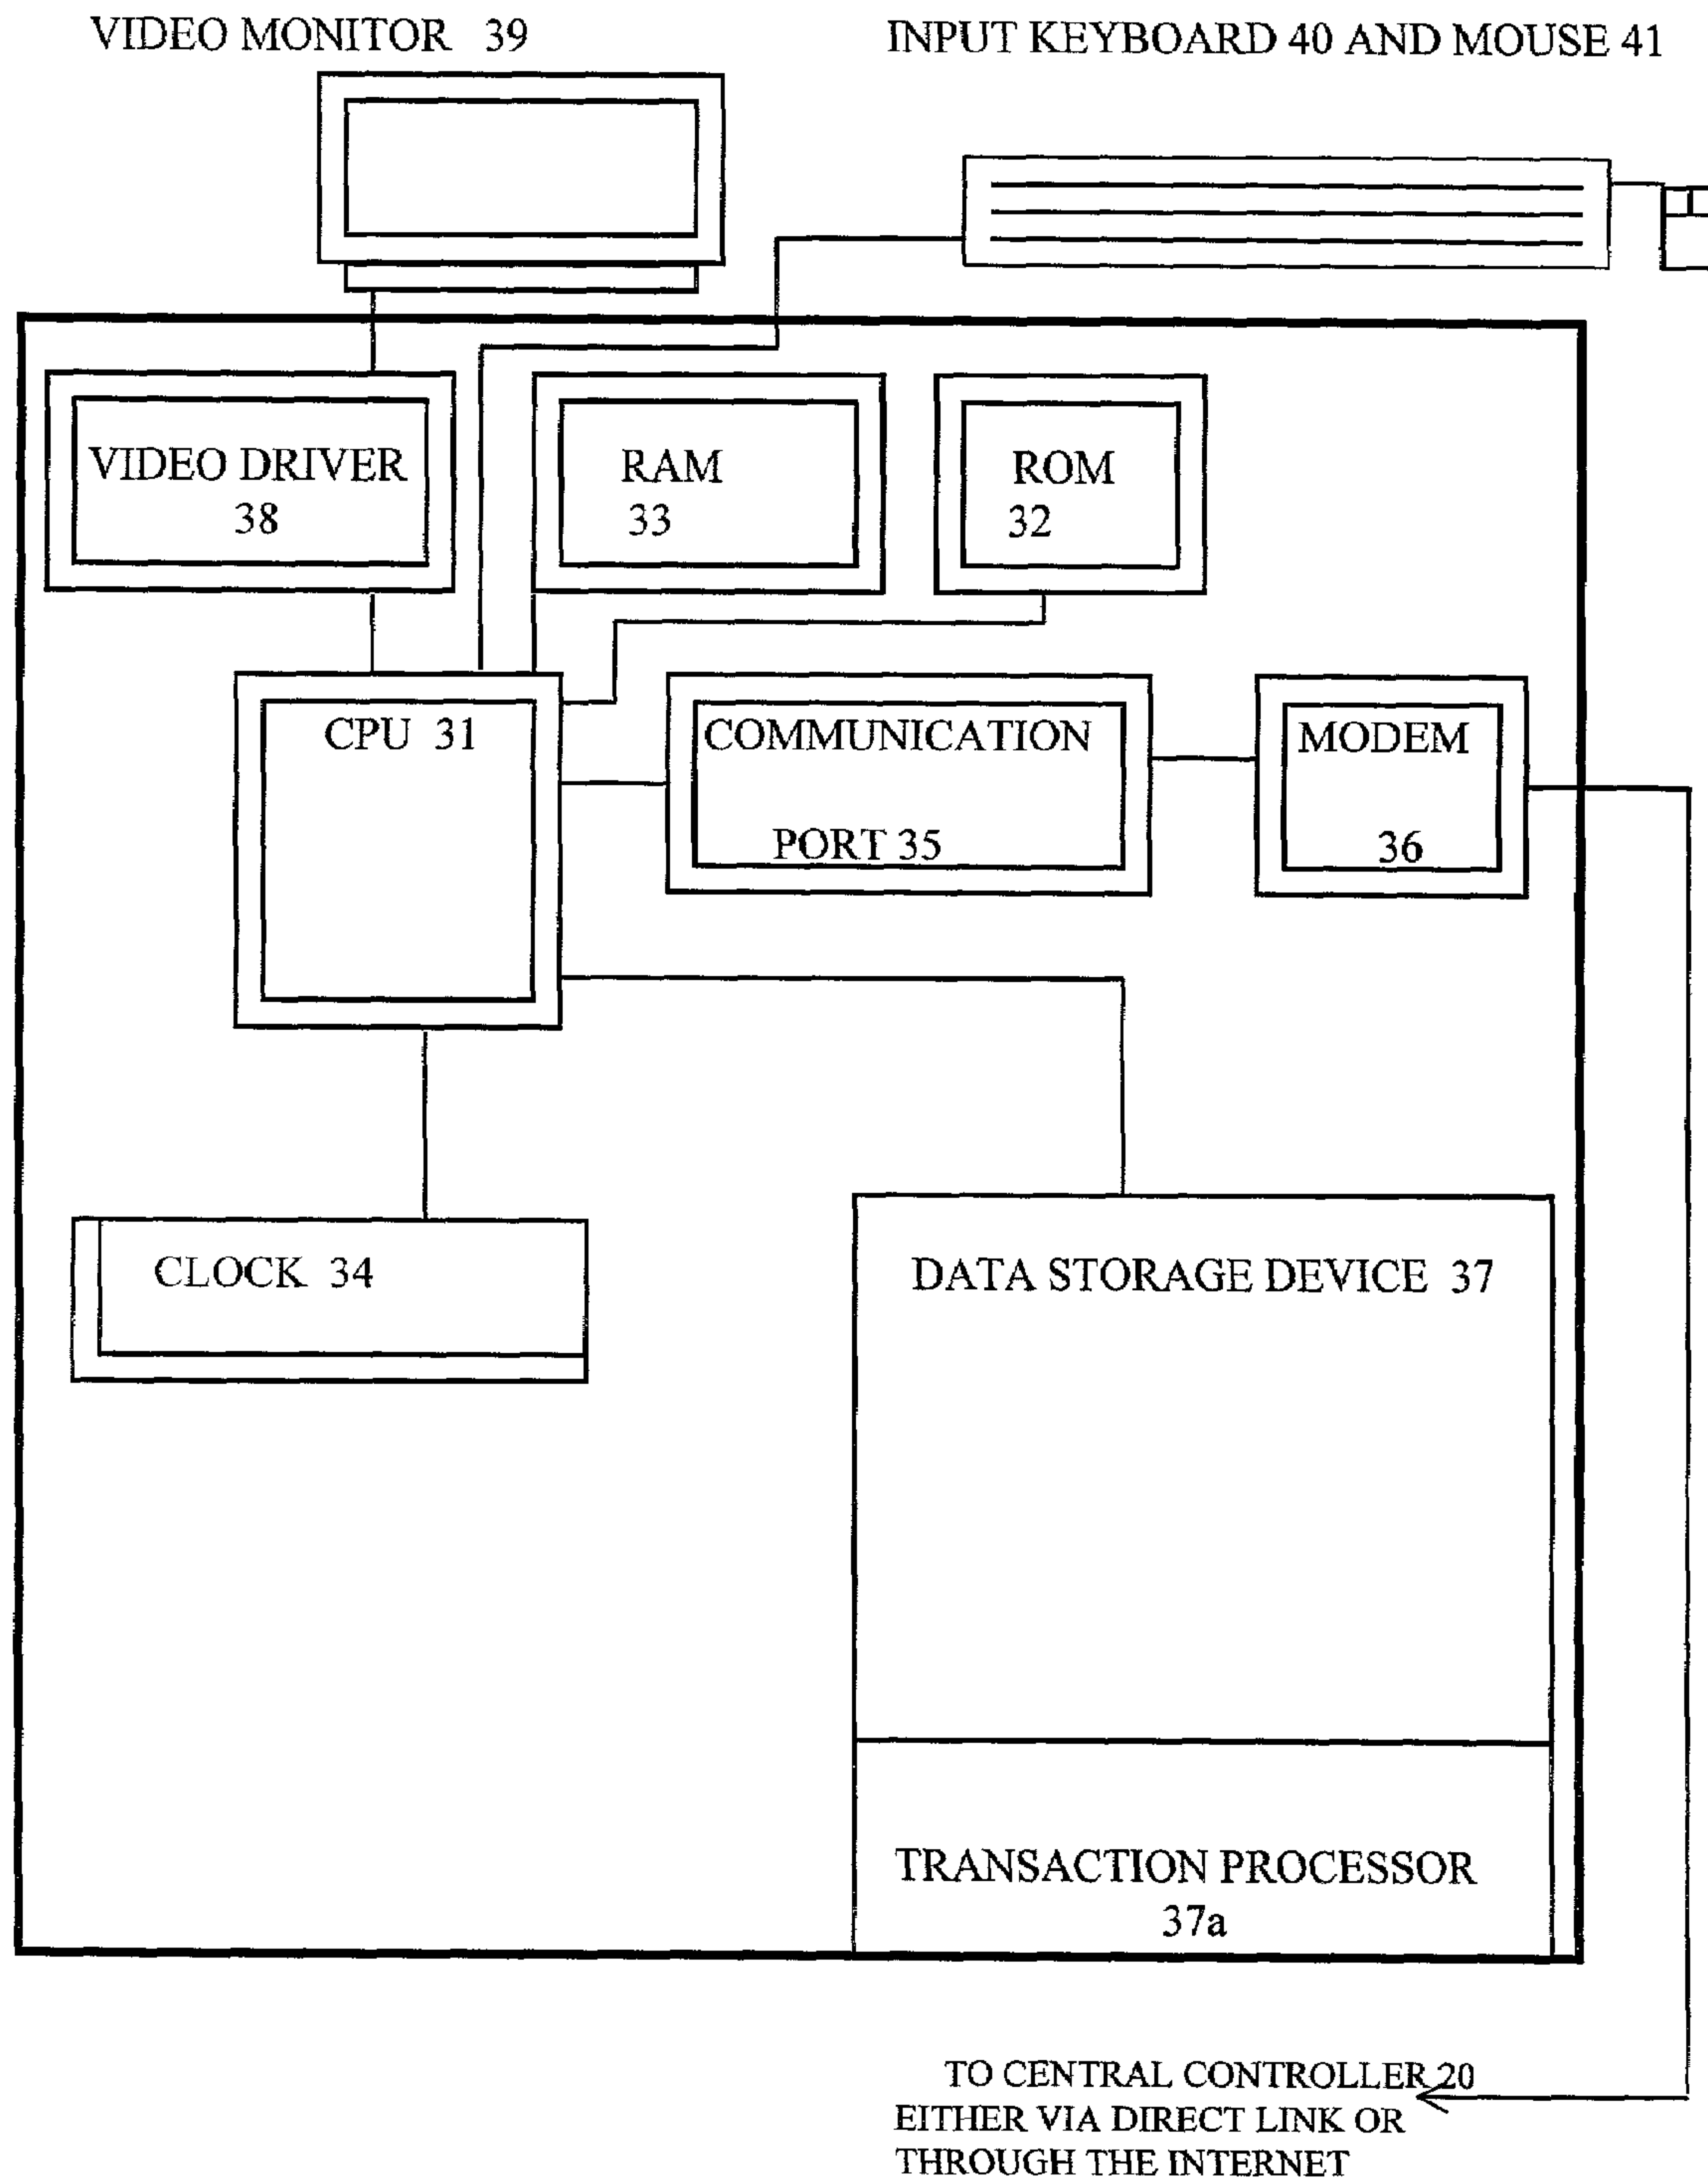 VIDEO MONITOR 39
INPUT KEYBOARD 40 AND MOUSE 41
VIDEO DRIVER
38
RAM
33
ROM
32
CPU 31
COMMUNICATION
PORT 35
MODEM
36
CLOCK 34
DATA STORAGE DEVICE 37
TRANSACTION PROCESSOR
37a
TO CENTRAL CONTROLLER 20
EITHER VIA DIRECT LINK OR
THROUGH THE INTERNET